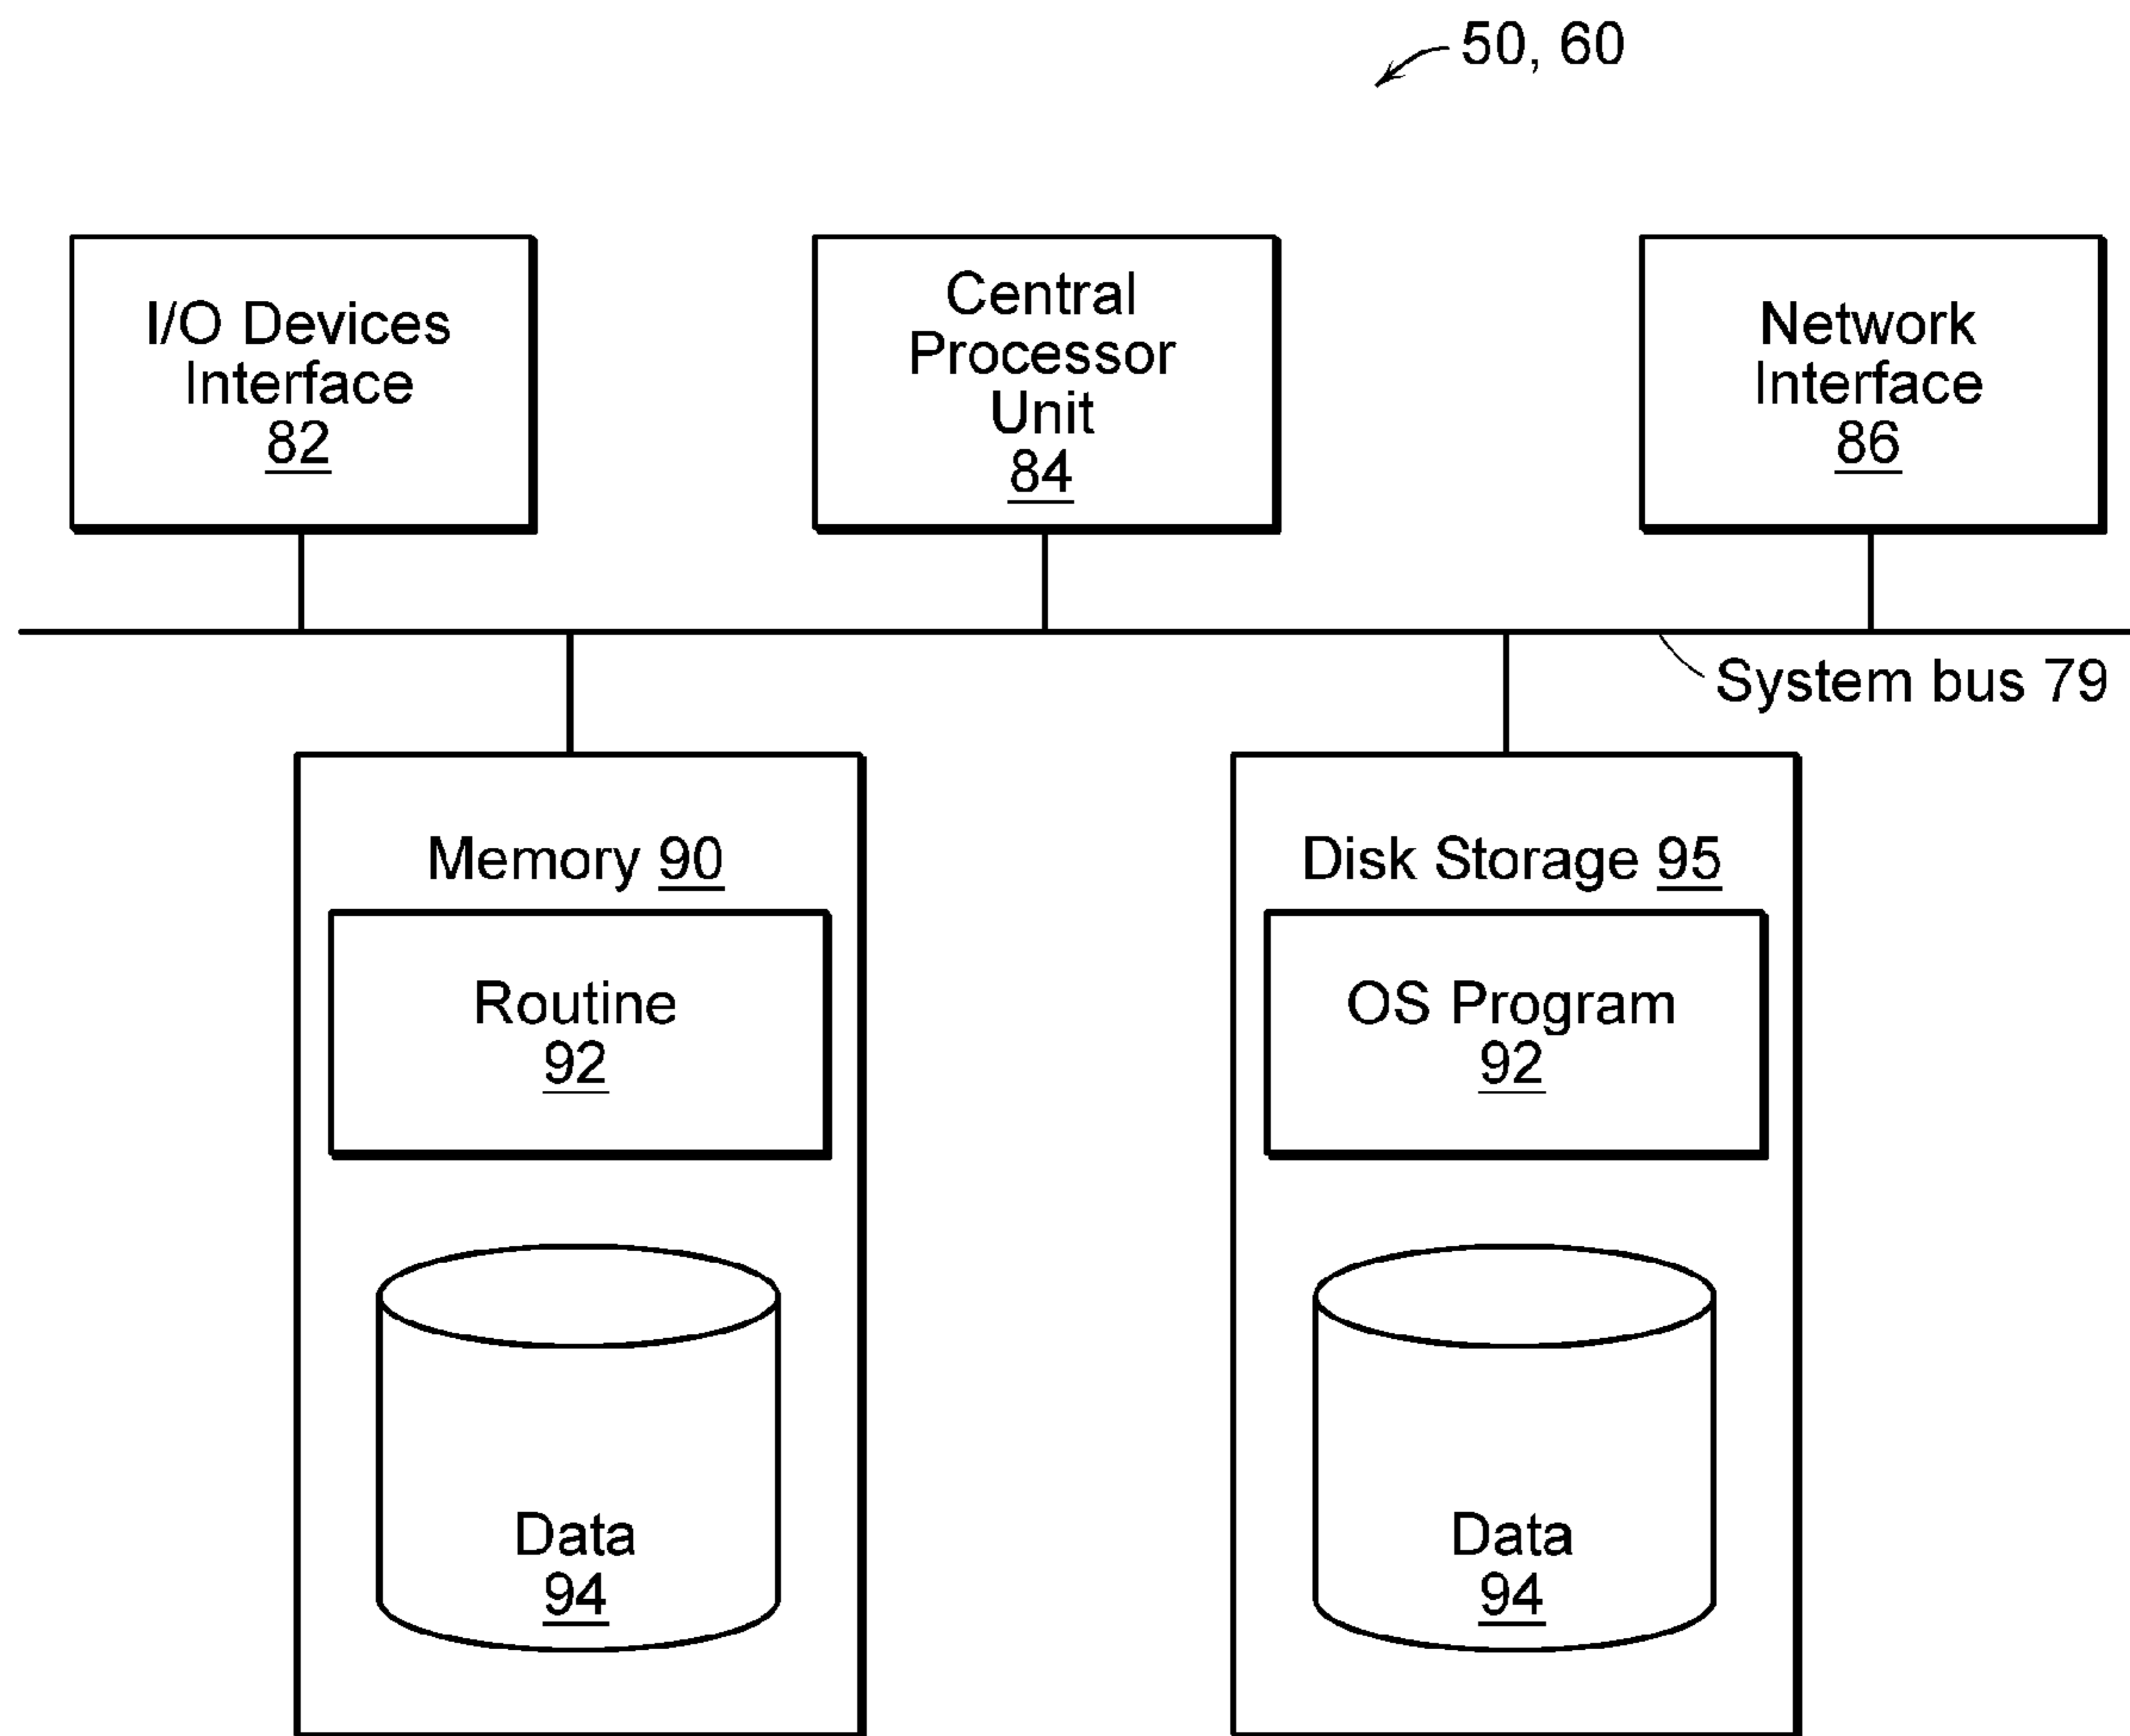 50, 60
I/O Devices
Interface
82
Central
Processor
Unit
84
Network
Interface
86
System bus 79
Memory 90
Routine
92
Data
94
Disk Storage 95
OS Program
92
Data
94